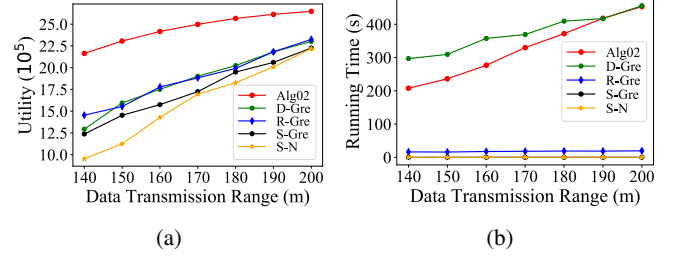 25.0
22.5
20.0
17.5
15.0
12.5
10.0
Utility (10⁵)
Alg02
D-Gre
R-Gre
S-Gre
S-N
140 150 160 170 180 190 200
Data Transmission Range (m)
(a)
400
300
200
100
0
Running Time (s)
Alg02
D-Gre
R-Gre
S-Gre
S-N
140 150 160 170 180 190 200
Data Transmission Range (m)
(b)